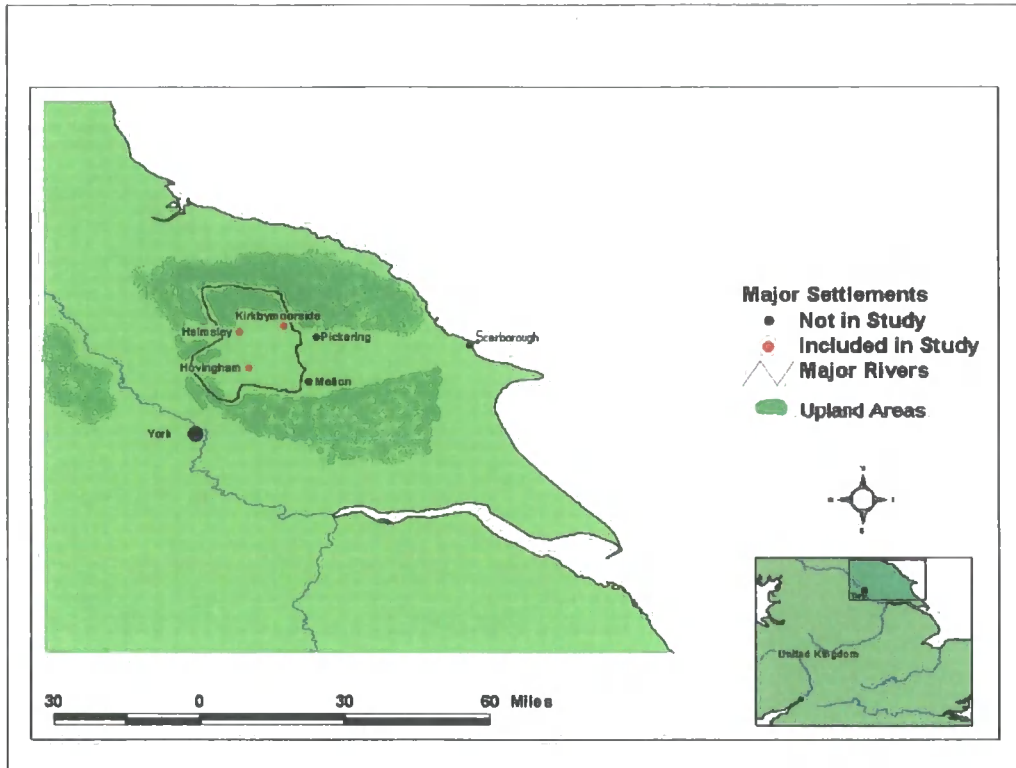 Major Settlements
Not in Study
Included in Study
Major Rivers
Upland Areas
Kirkbymoorside
Helmsley
Pickering
Scarborough
Hovingham
Malton
York
United Kingdom
30 0 30 60 Miles